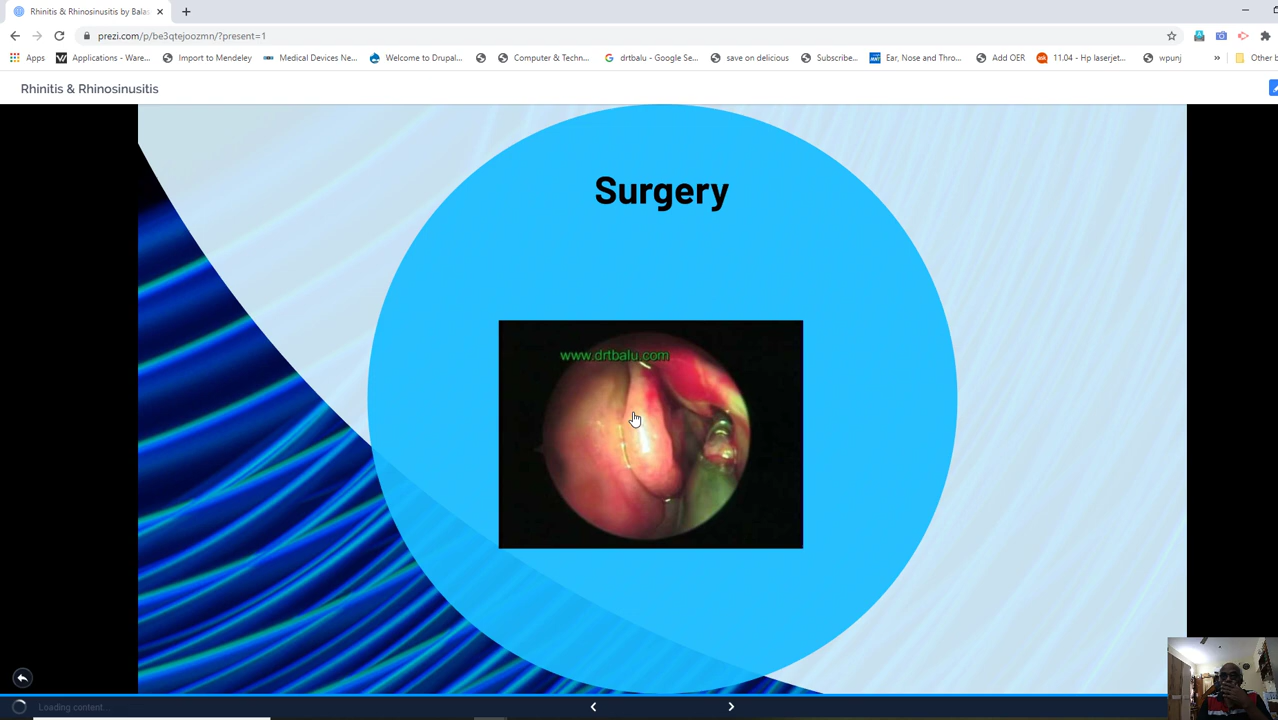 Rhinitis & Rhinosinusitis by Balas
prezi.com/p/be3qtejoozmn/?present=1
Apps
Applications - Ware...
Import to Mendeley
Medical Devices Ne...
Welcome to Drupal...
Computer & Techn...
drtbalu - Google Se...
save on delicious
Subscribe...
Ear, Nose and Thro...
Add OER
11.04 - Hp laserjet...
wpunj
»
Other b
Rhinitis & Rhinosinusitis
Surgery
www.drtbalu.com
Loading content...